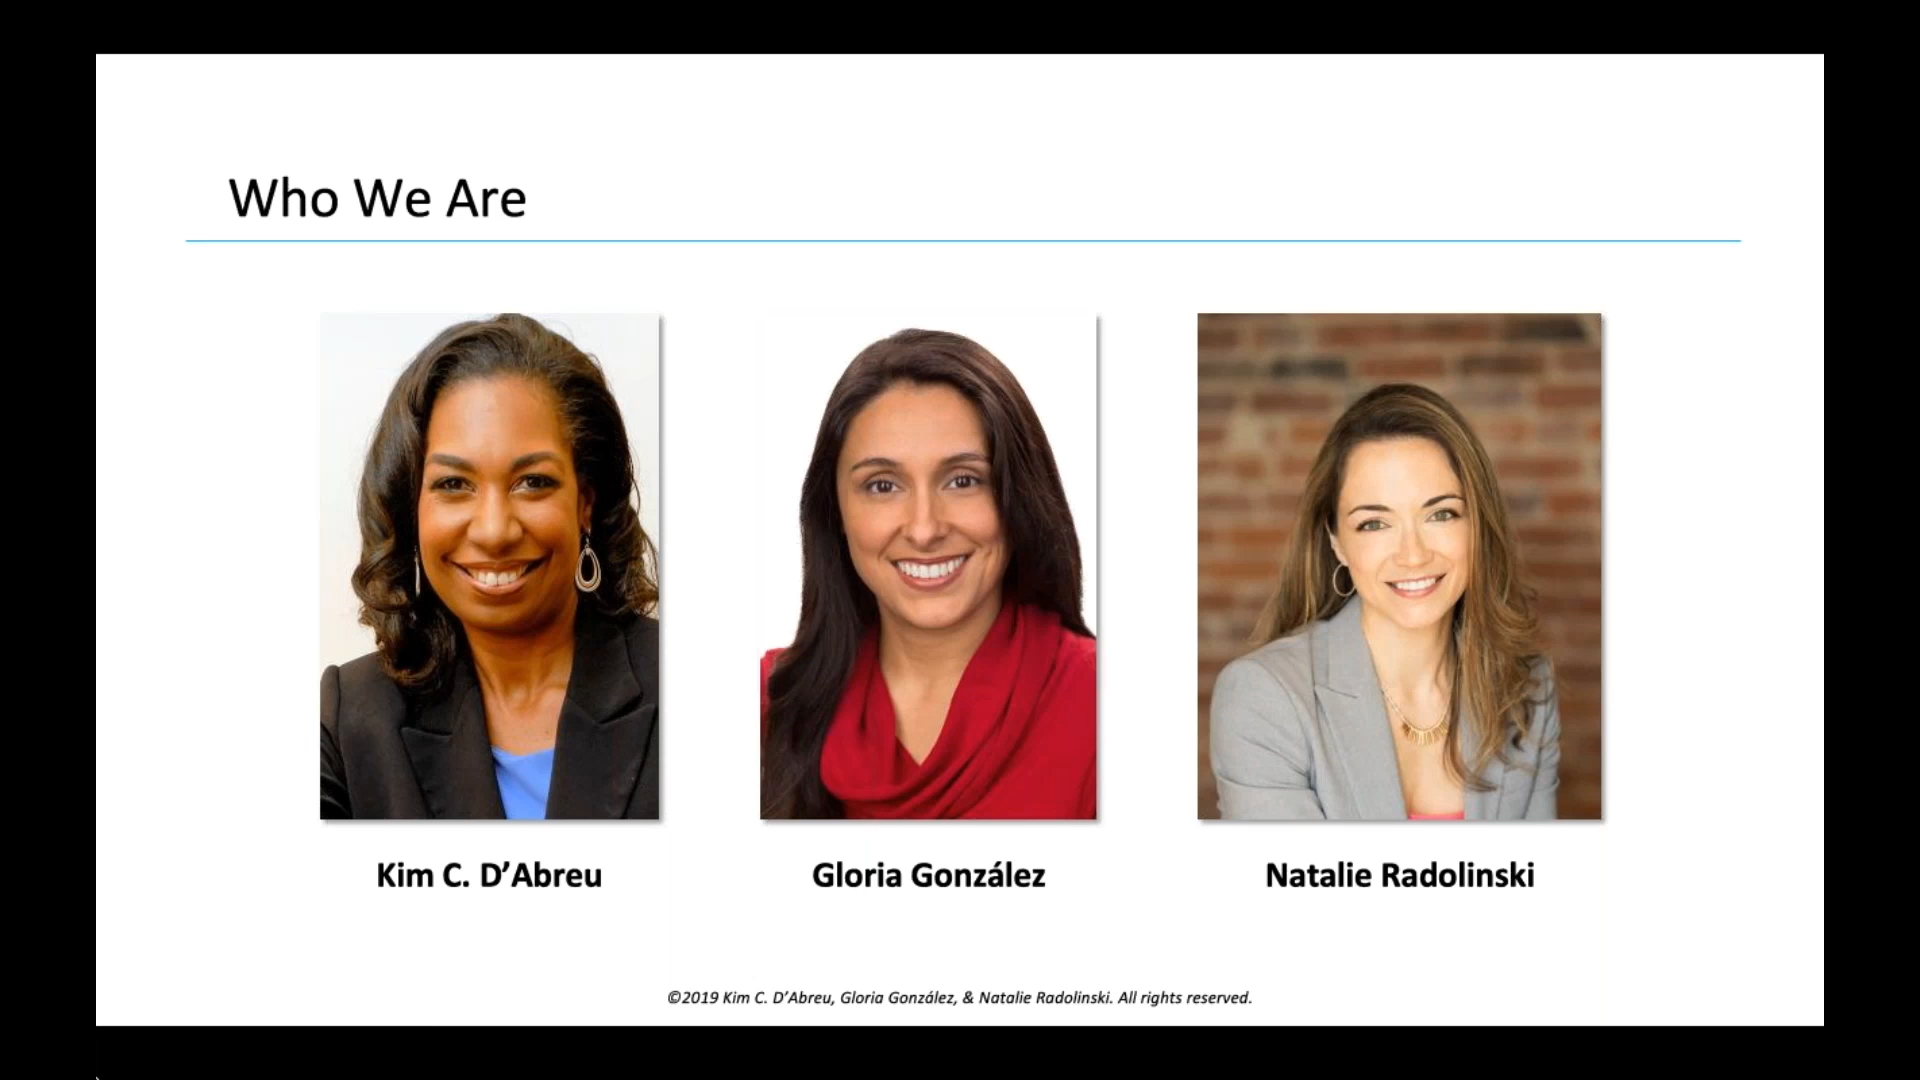 Who We Are
Kim C. D’Abreu
Gloria González
Natalie Radolinski
©2019 Kim C. D’Abreu, Gloria González, & Natalie Radolinski. All rights reserved.